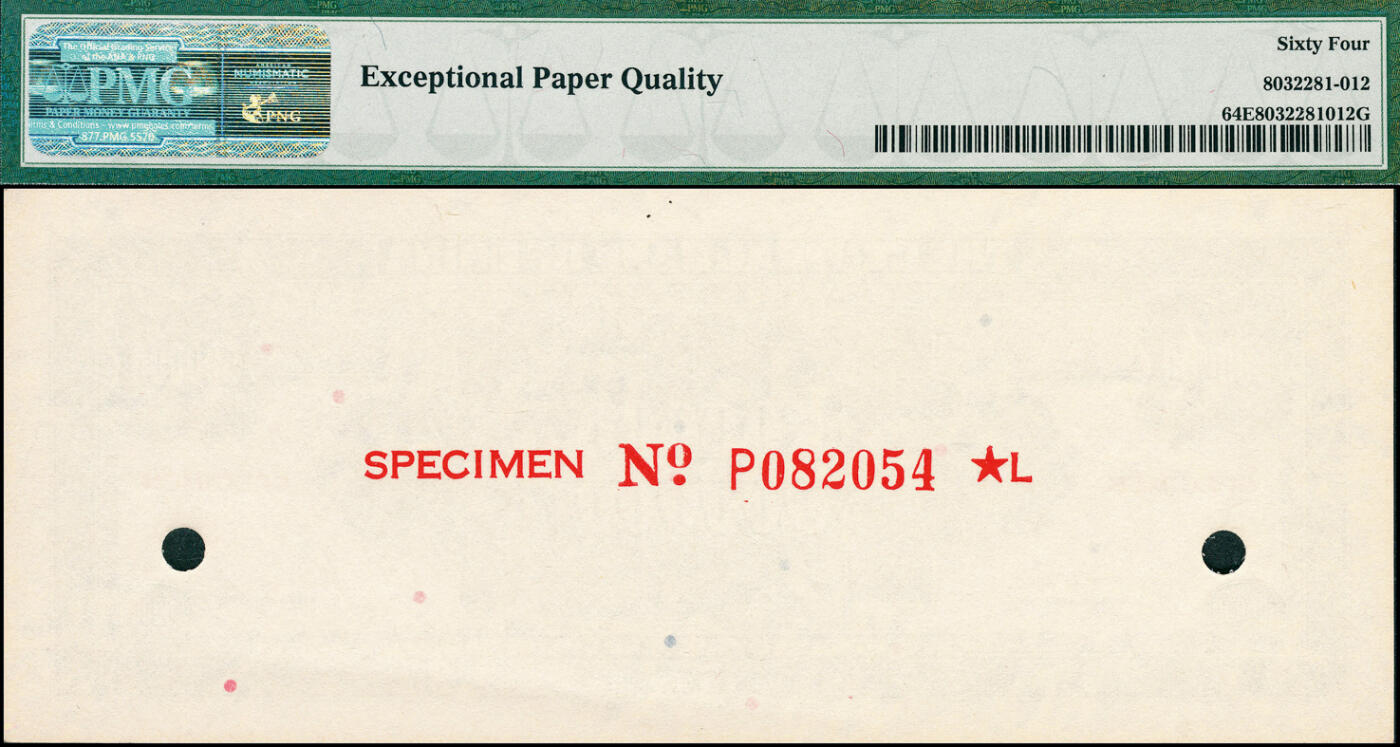 The Official Grading Service
of the ANA & PNG
PMG
PAPER MONEY GUARANTY
Terms & Conditions - www.pmgnotes.com/terms
877.PMG.5570
NUMISMATIC
PNG
Exceptional Paper Quality
Sixty Four
8032281-012
64E8032281012G
SPECIMEN Nº P082054 ★L